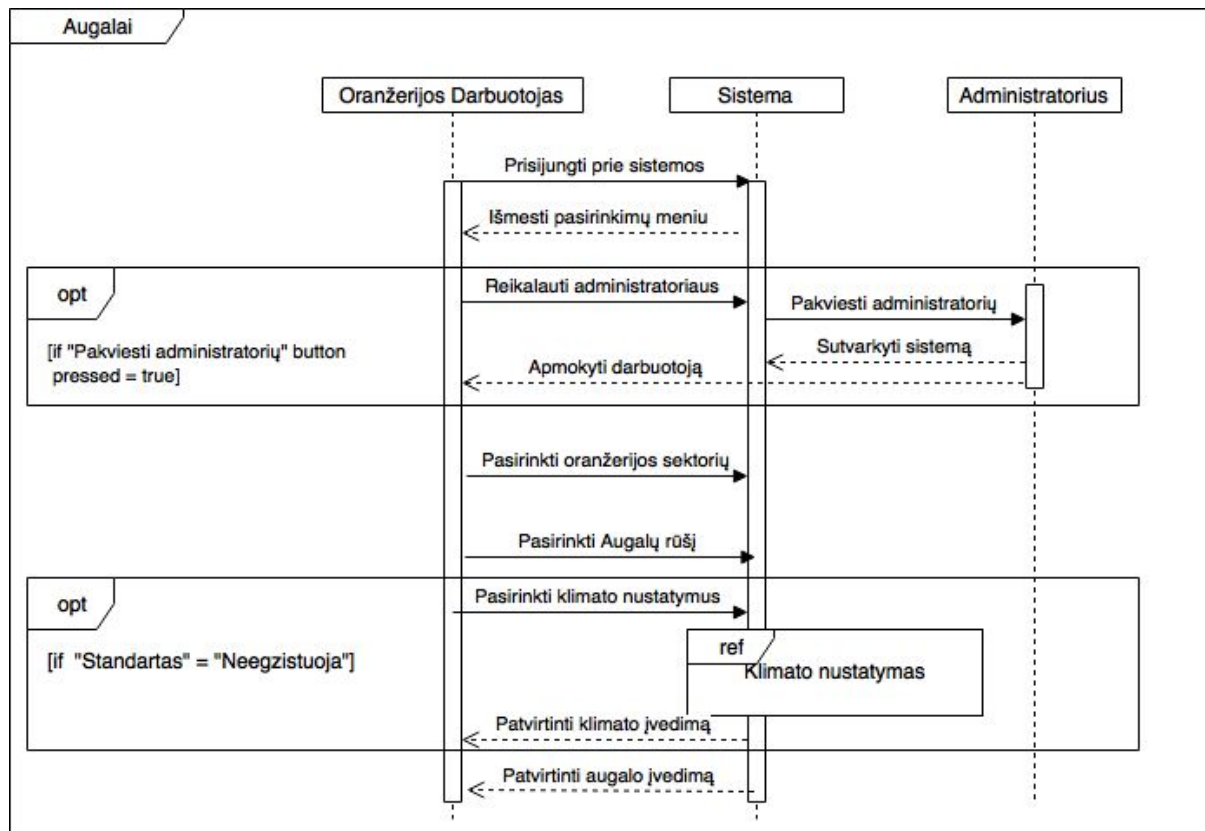 Augalai
Oranžerijos Darbuotojas
Sistema
Administratorius
Prisijungti prie sistemos
Išmesti pasirinkimų meniu
opt
Reikalauti administratoriaus
Pakviesti administratorių
[if "Pakviesti administratorių" button
pressed = true]
Sutvarkyti sistemą
Apmokyti darbuotoją
Pasirinkti oranžerijos sektorių
Pasirinkti Augalų rūšį
opt
Pasirinkti klimato nustatymus
[if "Standartas" = "Neegzistuoja"]
ref
Klimato nustatymas
Patvirtinti klimato įvedimą
Patvirtinti augalo įvedimą